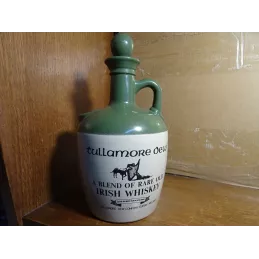 tullamore dew
A BLEND OF RARE OLD
IRISH WHISKEY